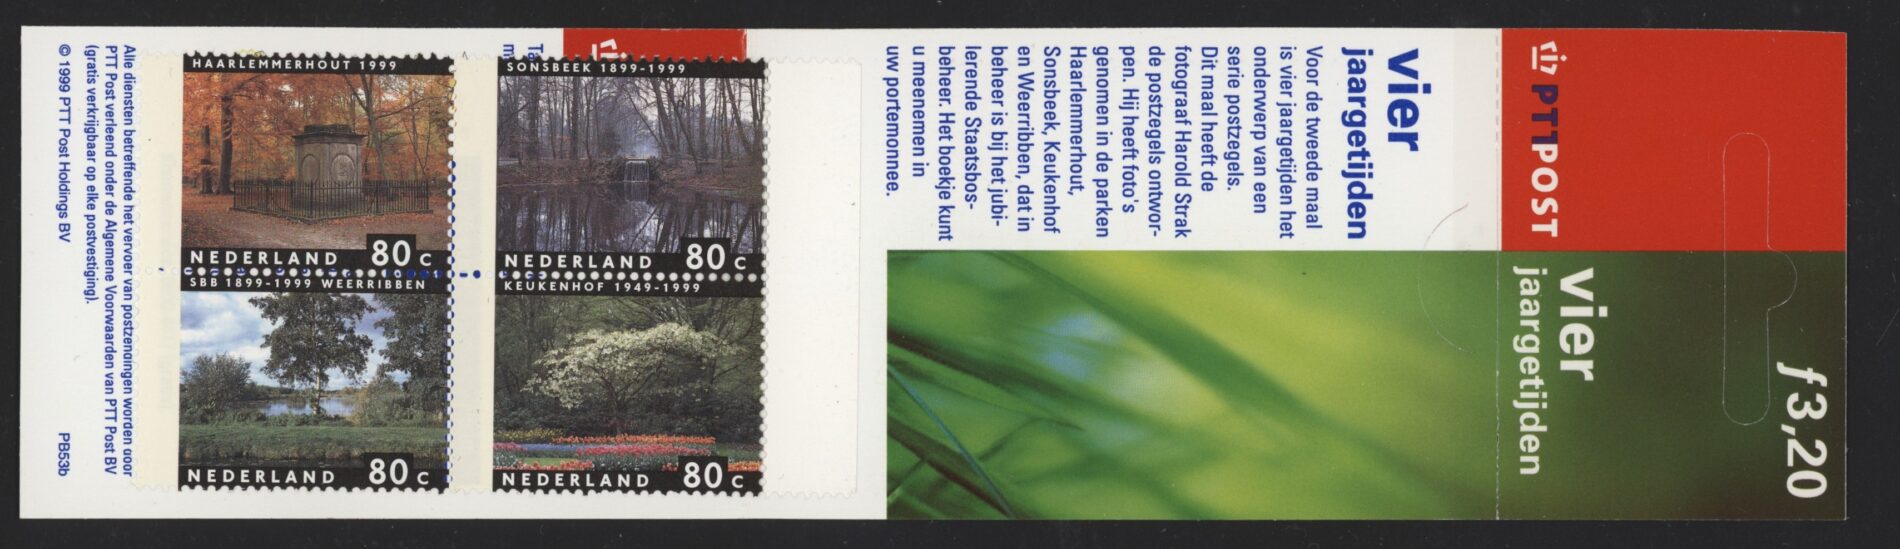 Alle diensten betreffende het vervoer van postzendingen worden door
PTT Post verleend onder de Algemene Voorwaarden van PTT Post BV
(gratis verkrijgbaar op elke postvestiging).
© 1999 PTT Post Holdings BV
PB53b
HAARLEMMERHOUT 1999
NEDERLAND 80 C
SONSBEEK 1899-1999
NEDERLAND 80 C
SBB 1899-1999 WEERRIBBEN
NEDERLAND 80 C
KEUKENHOF 1949-1999
NEDERLAND 80 C
vier
jaargetijden
Voor de tweede maal
is vier jaargetijden het
onderwerp van een
serie postzegels.
Dit maal heeft de
fotograaf Harold Strak
de postzegels ontwor-
pen. Hij heeft foto's
genomen in de parken
Haarlemmerhout,
Sonsbeek, Keukenhof
en Weerribben, dat in
beheer is bij het jubi-
lerende Staatsbos-
beheer. Het boekje kunt
u meenemen in
uw portemonnee.
PTT POST
vier
jaargetijden
ƒ3,20